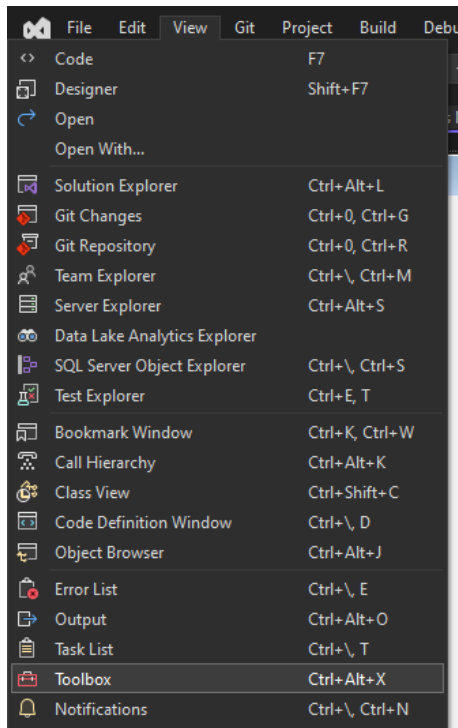 File Edit View Git Project Build Debu
Code F7
Designer Shift+F7
Open
Open With...
Solution Explorer Ctrl+Alt+L
Git Changes Ctrl+0, Ctrl+G
Git Repository Ctrl+0, Ctrl+R
Team Explorer Ctrl+\, Ctrl+M
Server Explorer Ctrl+Alt+S
Data Lake Analytics Explorer
SQL Server Object Explorer Ctrl+\, Ctrl+S
Test Explorer Ctrl+E, T
Bookmark Window Ctrl+K, Ctrl+W
Call Hierarchy Ctrl+Alt+K
Class View Ctrl+Shift+C
Code Definition Window Ctrl+\, D
Object Browser Ctrl+Alt+J
Error List Ctrl+\, E
Output Ctrl+Alt+O
Task List Ctrl+\, T
Toolbox Ctrl+Alt+X
Notifications Ctrl+\, Ctrl+N